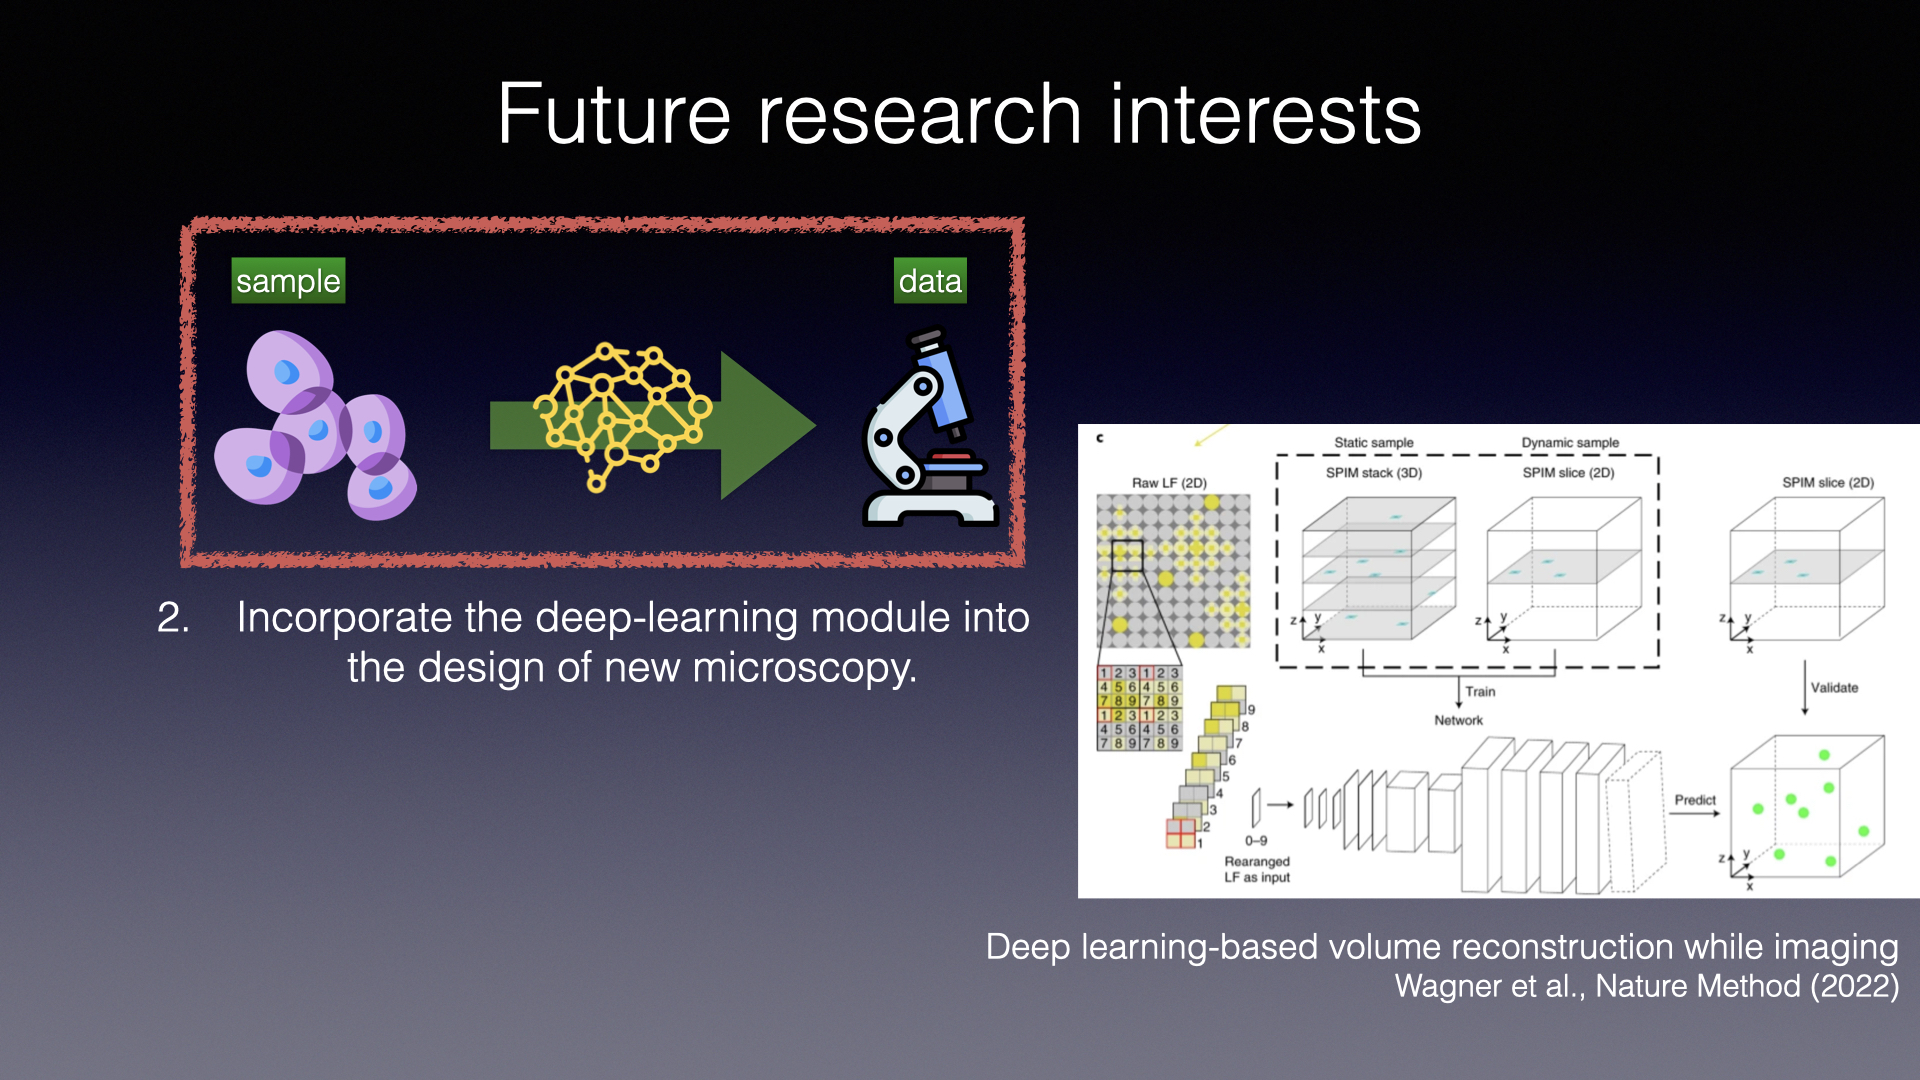 Future research interests
sample
data
2. Incorporate the deep-learning module into
the design of new microscopy.
c
Static sample
Dynamic sample
Raw LF (2D)
SPIM stack (3D)
SPIM slice (2D)
SPIM slice (2D)
z y x
z y x
z y x
1 2 3 1 2 3
4 5 6 4 5 6
7 8 9 7 8 9
1 2 3 1 2 3
4 5 6 4 5 6
7 8 9 7 8 9
Train
Network
Validate
9
8
7
6
5
4
3
2
1
0–9
Rearanged
LF as input
Predict
z y x
Deep learning-based volume reconstruction while imaging
Wagner et al., Nature Method (2022)